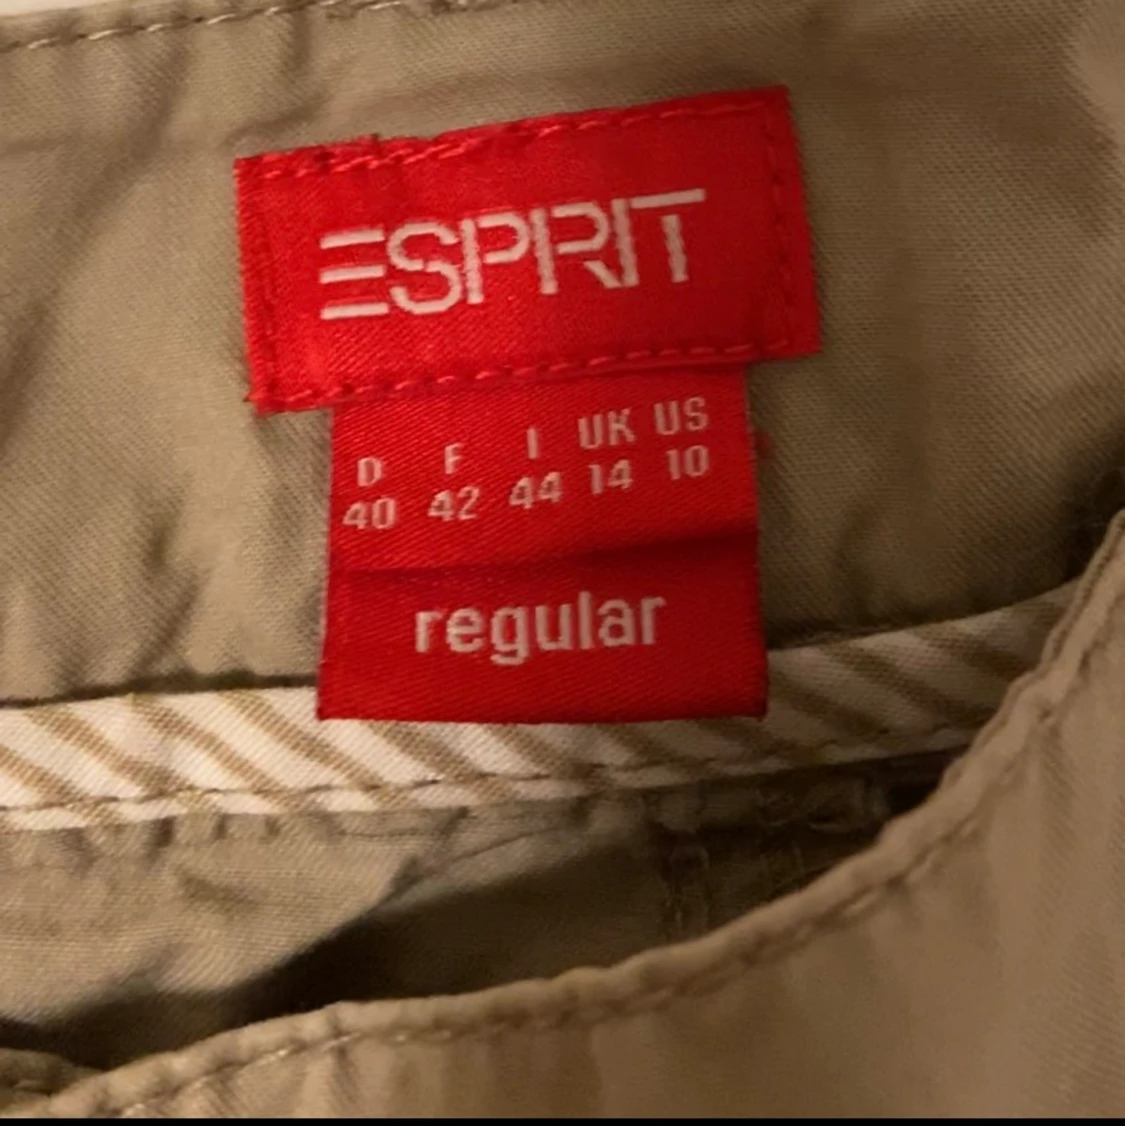 ESPRIT
D F I UK US
40 42 44 14 10
regular